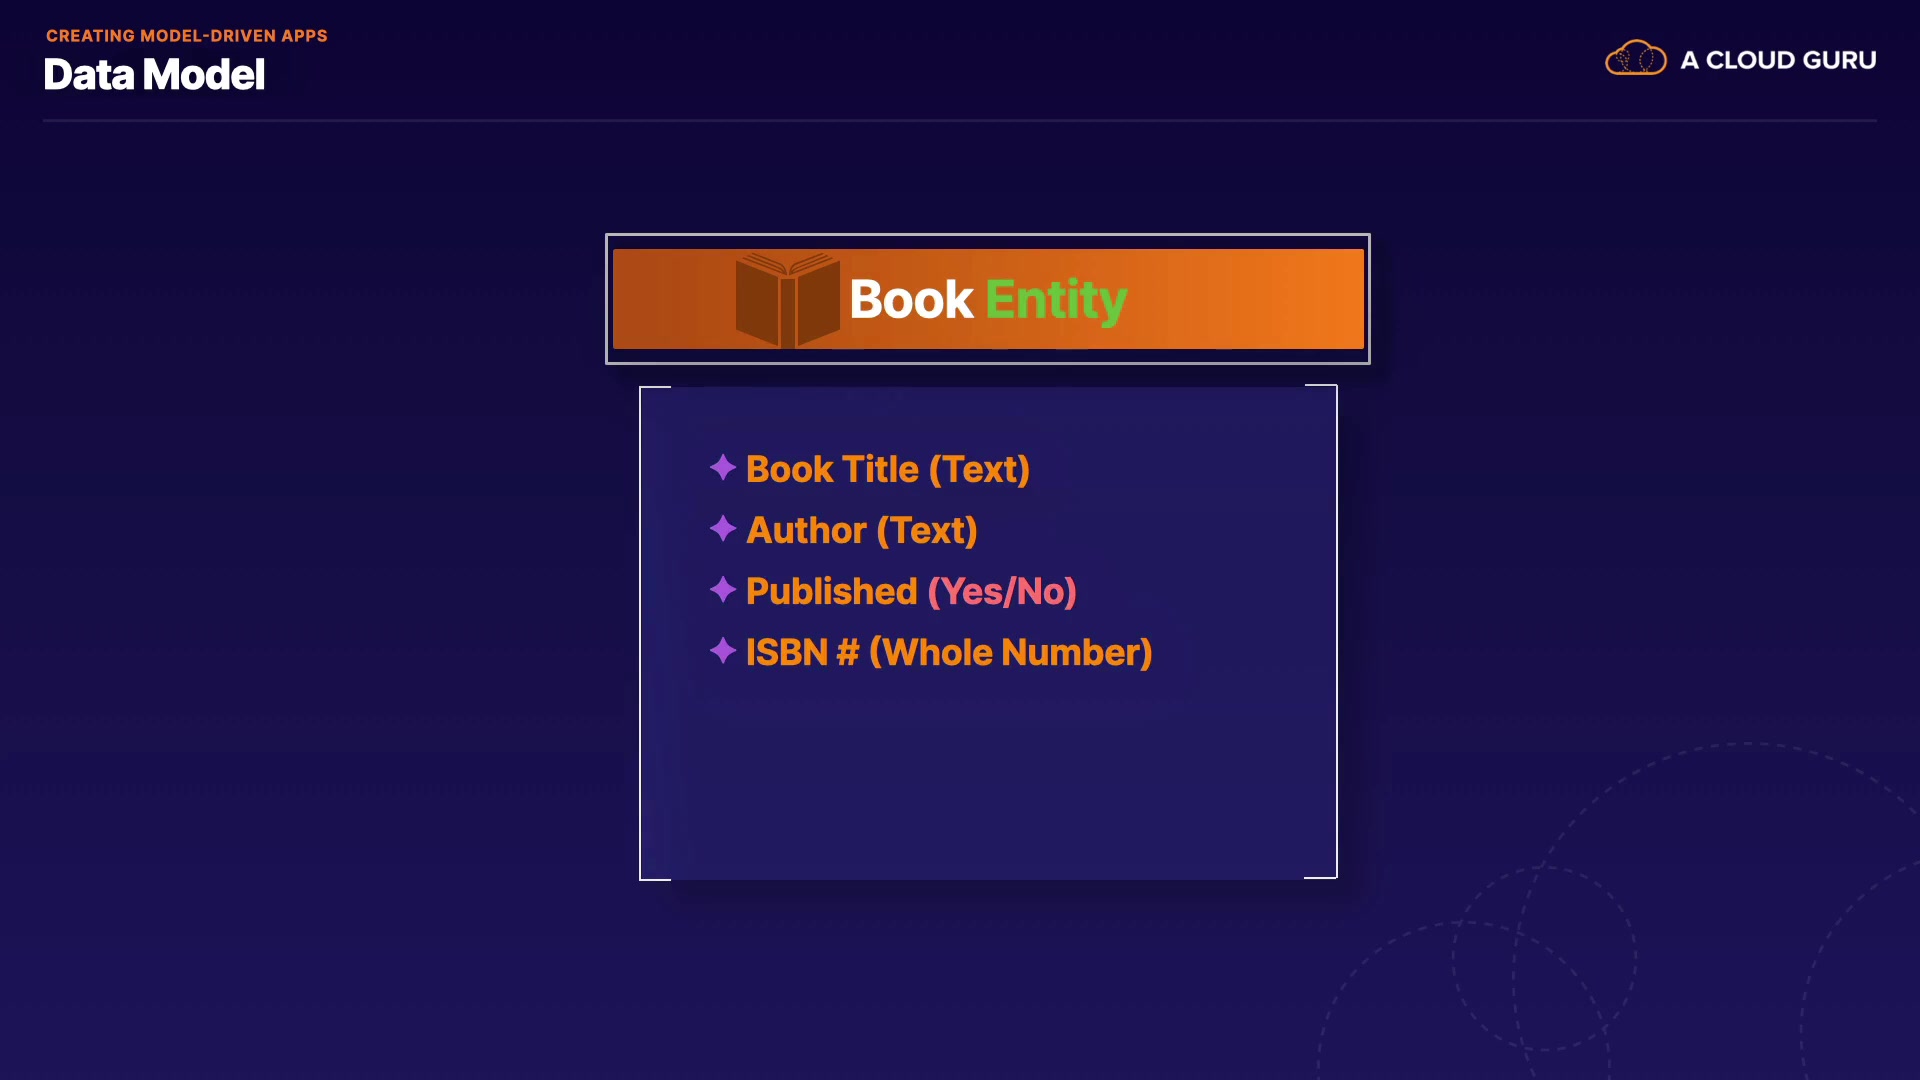 CREATING MODEL-DRIVEN APPS
Data Model
A CLOUD GURU
Book Entity
Book Title (Text)
Author (Text)
Published (Yes/No)
ISBN # (Whole Number)